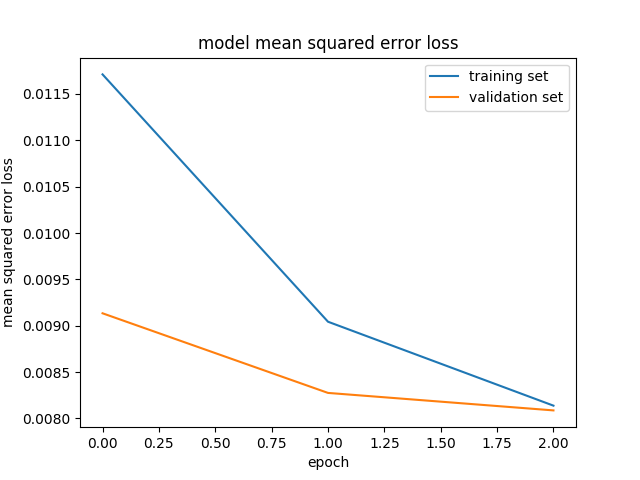 model mean squared error loss
training set
validation set
0.0115
0.0110
0.0105
0.0100
0.0095
0.0090
0.0085
0.0080
mean squared error loss
0.00 0.25 0.50 0.75 1.00 1.25 1.50 1.75 2.00
epoch